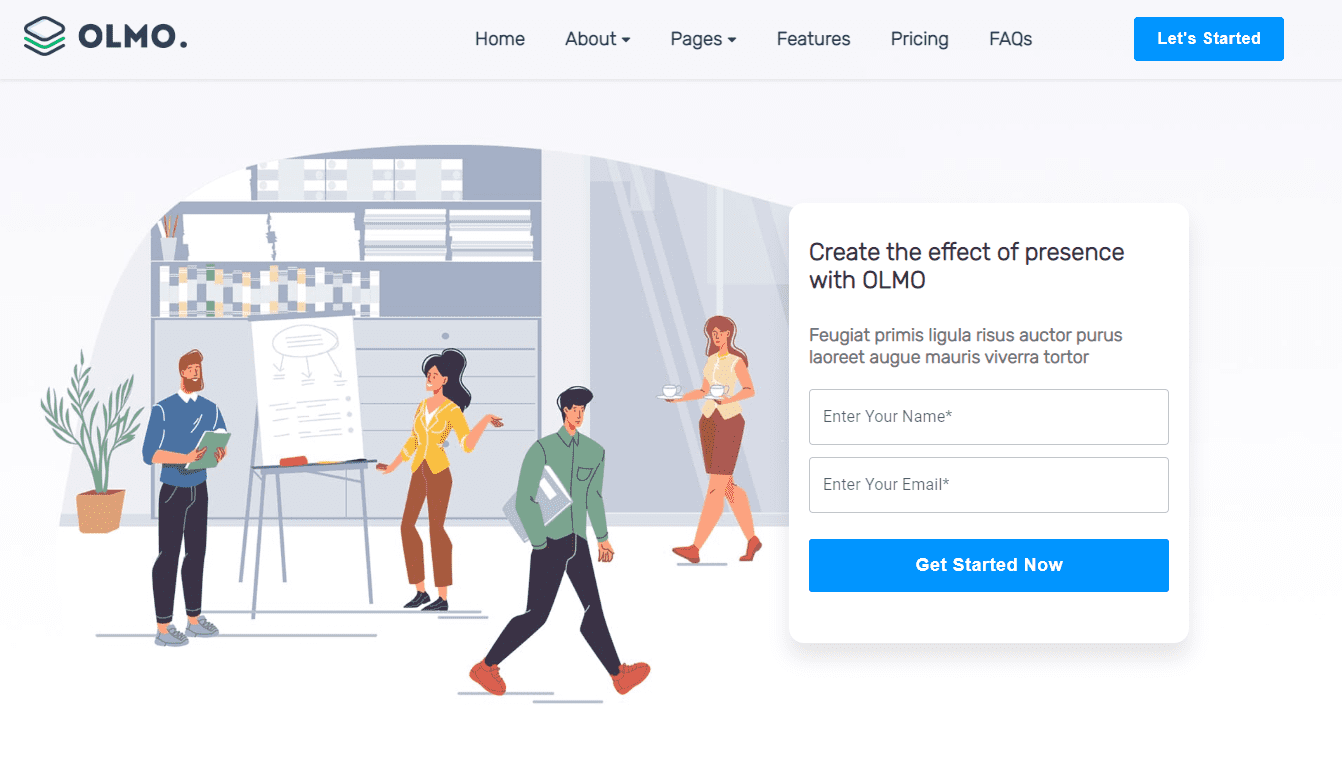 OLMO.
Home
About
Pages
Features
Pricing
FAQs
Let's Started
Create the effect of presence
with OLMO
Feugiat primis ligula risus auctor purus
laoreet augue mauris viverra tortor
Enter Your Name*
Enter Your Email*
Get Started Now